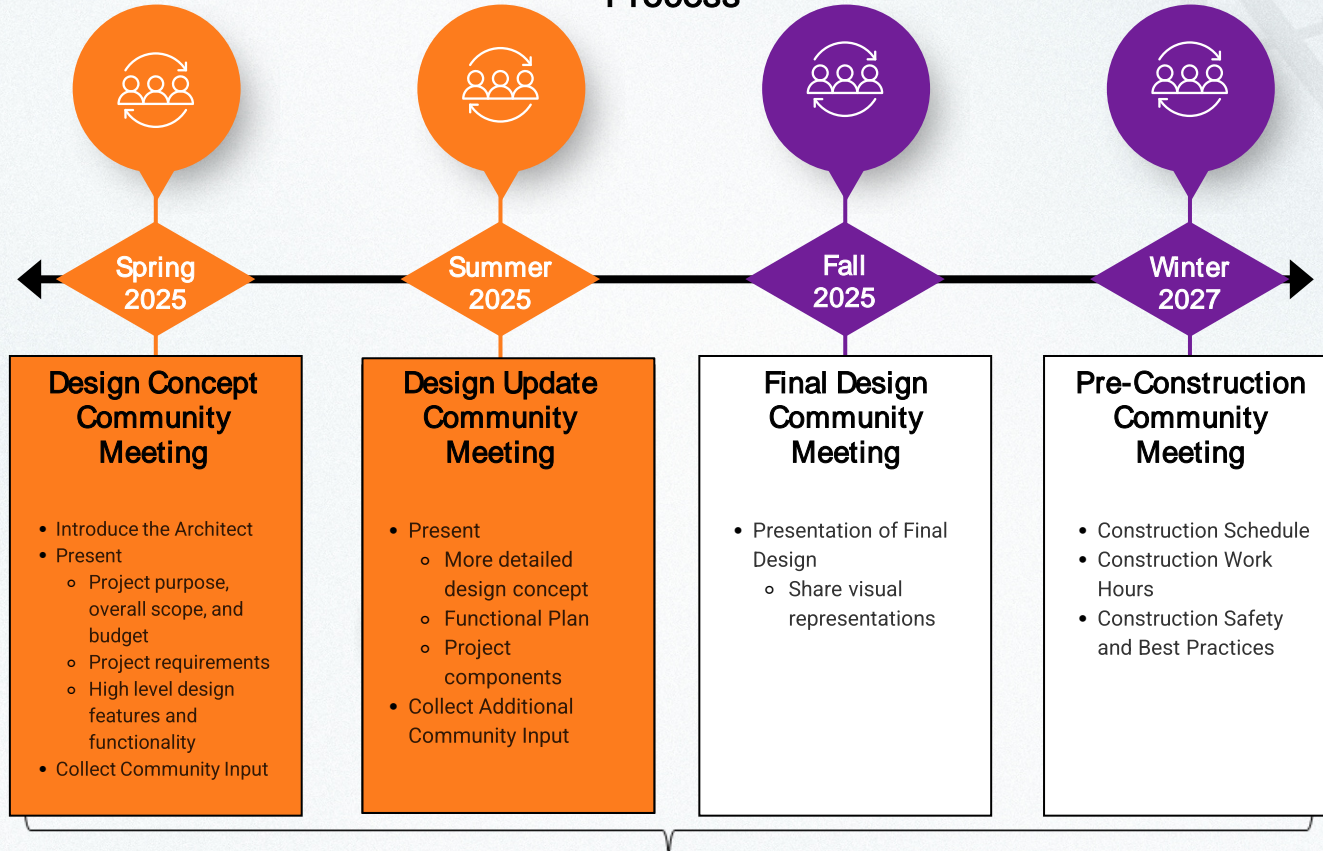 Process
Spring
2025
Summer
2025
Fall
2025
Winter
2027
Design Concept
Community
Meeting
• Introduce the Architect
• Present
◦ Project purpose,
overall scope, and
budget
◦ Project requirements
◦ High level design
features and
functionality
• Collect Community Input
Design Update
Community
Meeting
• Present
◦ More detailed
design concept
◦ Functional Plan
◦ Project
components
• Collect Additional
Community Input
Final Design
Community
Meeting
• Presentation of Final
Design
◦ Share visual
representations
Pre-Construction
Community
Meeting
• Construction Schedule
• Construction Work
Hours
• Construction Safety
and Best Practices